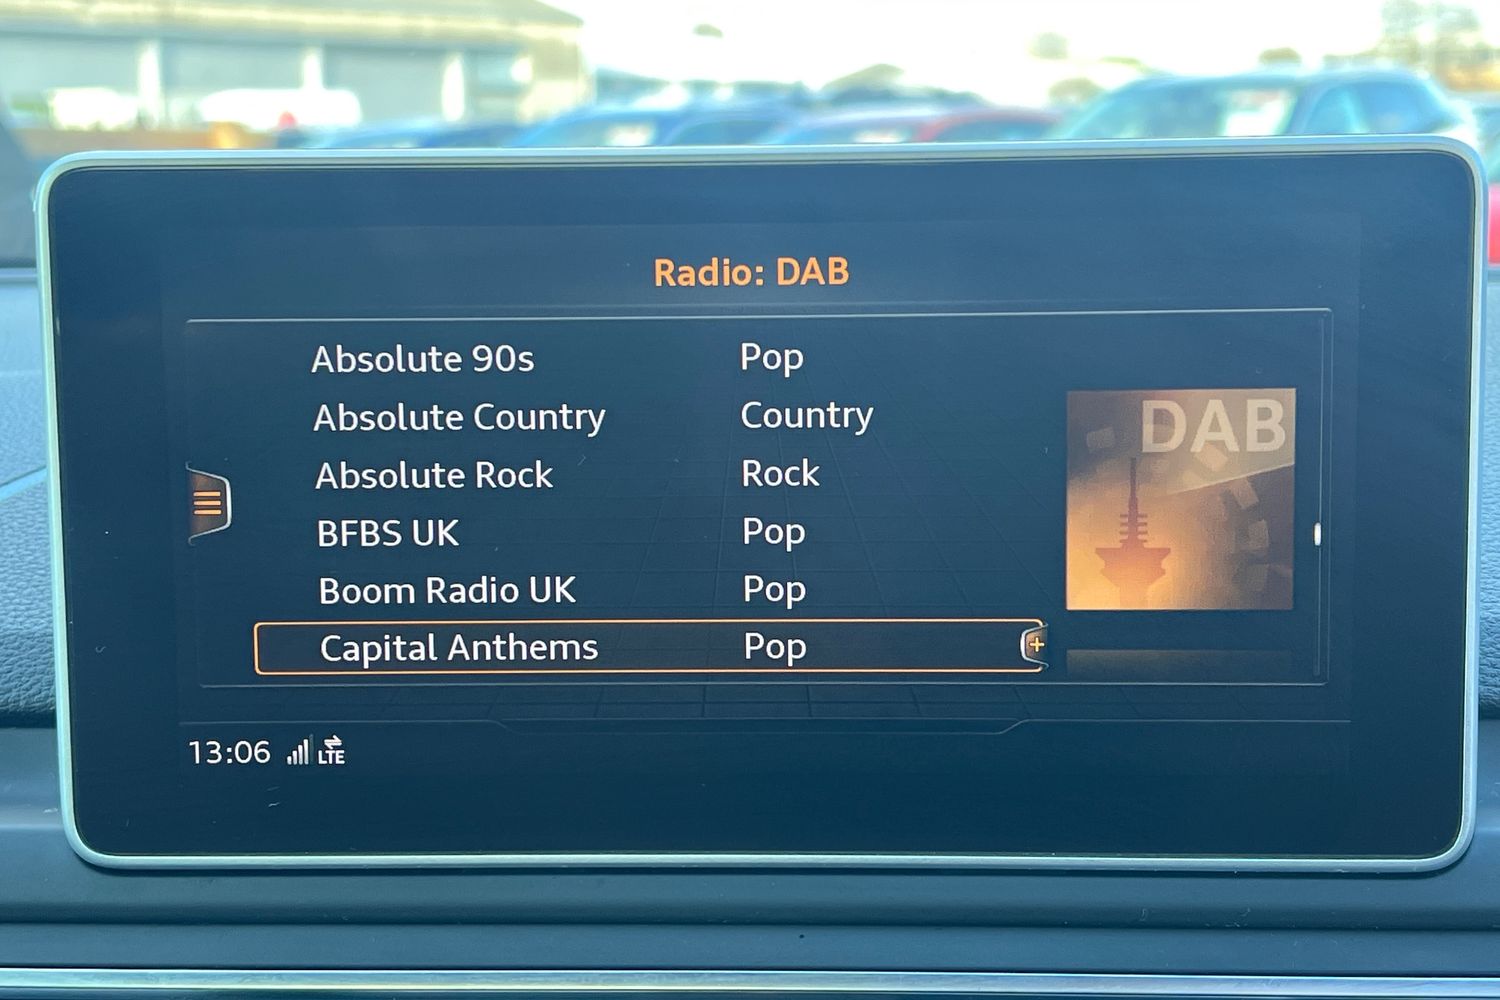 Radio: DAB
Absolute 90s Pop
Absolute Country Country
Absolute Rock Rock
BFBS UK Pop
Boom Radio UK Pop
Capital Anthems Pop
DAB
13:06 LTE